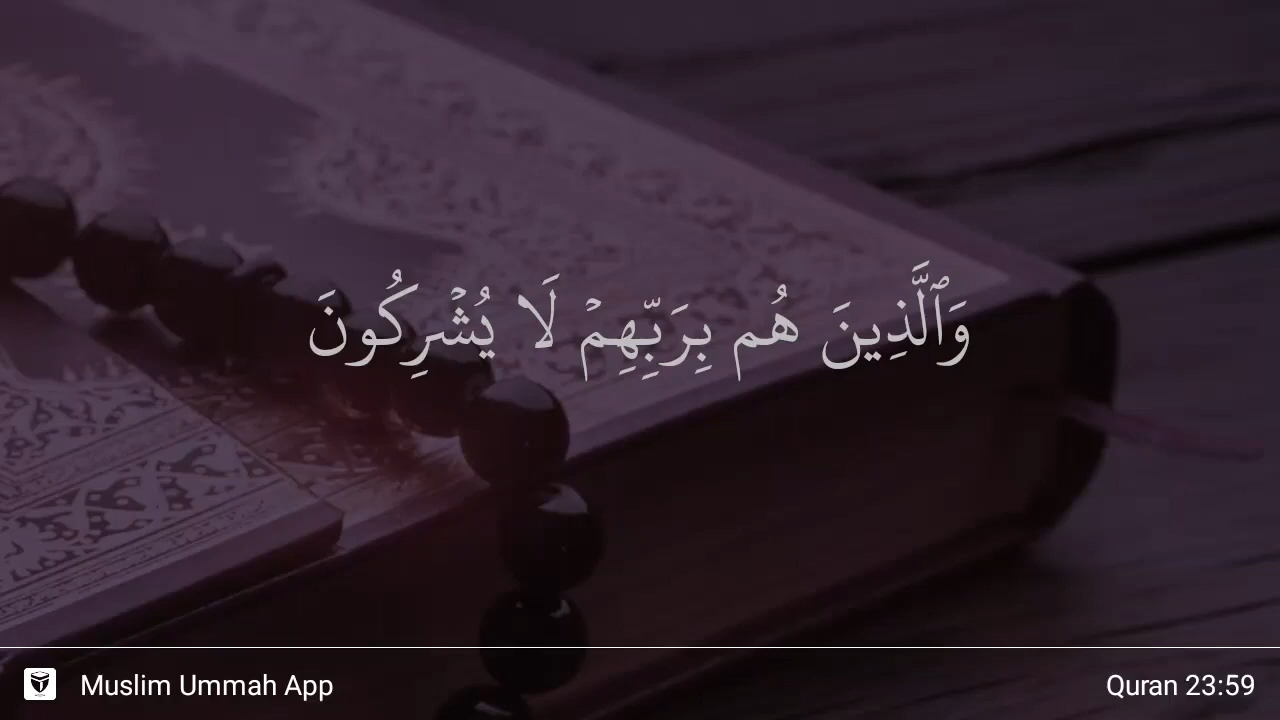 وَٱلَّذِينَ هُم بِرَبِّهِمۡ لَا يُشۡرِكُونَ
Muslim Ummah App
Quran 23:59